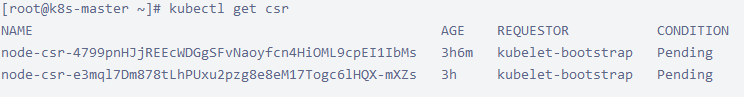 [root@k8s-master ~]# kubectl get csr
NAME AGE REQUESTOR CONDITION
node-csr-4799pnHJjREEcWDGgSFvNaoyfcn4HiOML9cpEI1IbMs 3h6m kubelet-bootstrap Pending
node-csr-e3mql7Dm878tLhPUxu2pzg8e8eM17Togc6lHQX-mXZs 3h kubelet-bootstrap Pending